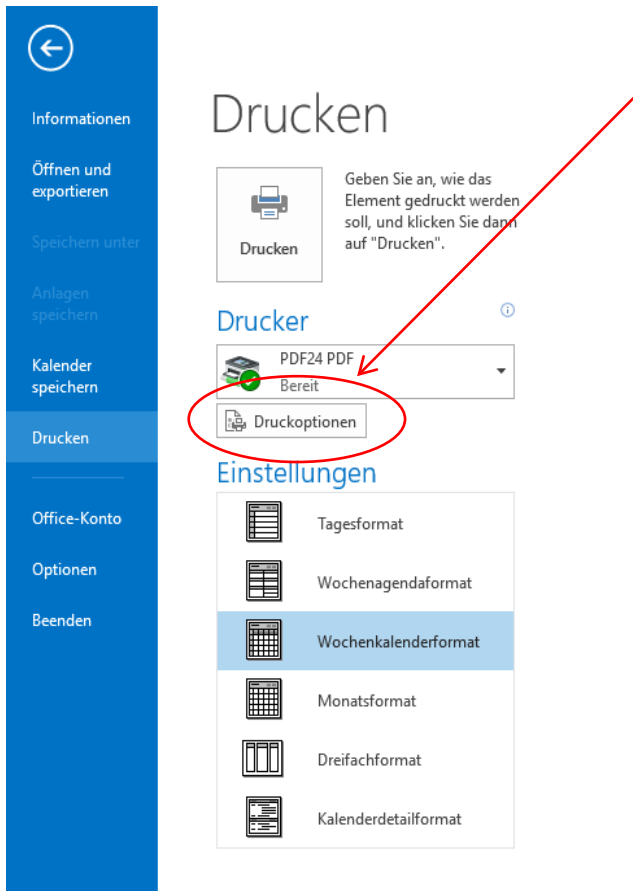 Informationen
Öffnen und
exportieren
Speichern unter
Anlagen
speichern
Kalender
speichern
Drucken
Office-Konto
Optionen
Beenden
Drucken
Drucken
Geben Sie an, wie das
Element gedruckt werden
soll, und klicken Sie dann
auf "Drucken".
Drucker
PDF24 PDF
Bereit
Druckoptionen
Einstellungen
Tagesformat
Wochenagendaformat
Wochenkalenderformat
Monatsformat
Dreifachformat
Kalenderdetailformat